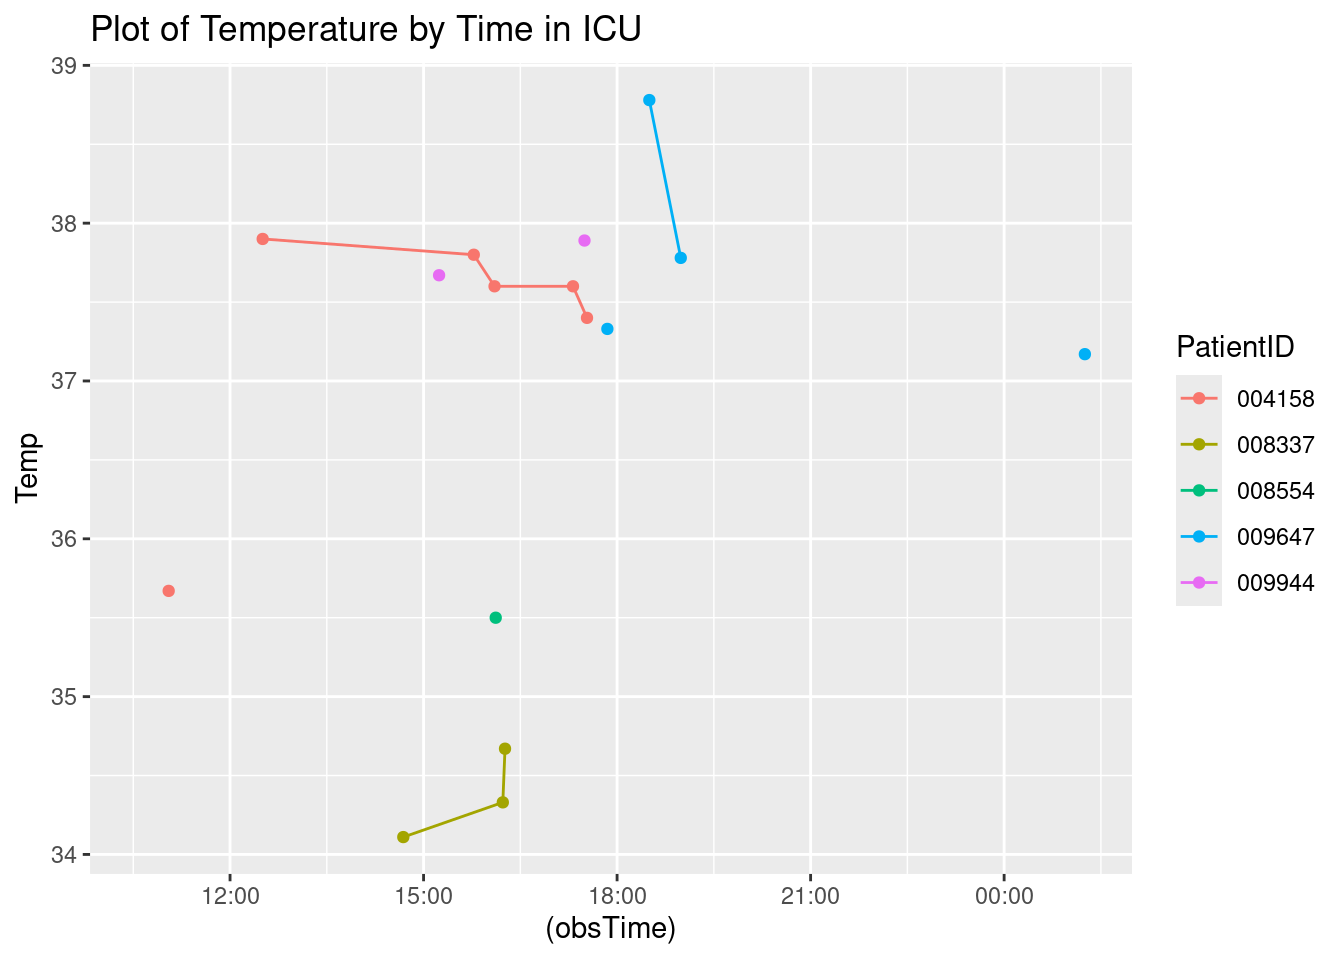 Plot of Temperature by Time in ICU
39
38
37
36
35
34
Temp
12:00 15:00 18:00 21:00 00:00
(obsTime)
PatientID
004158
008337
008554
009647
009944